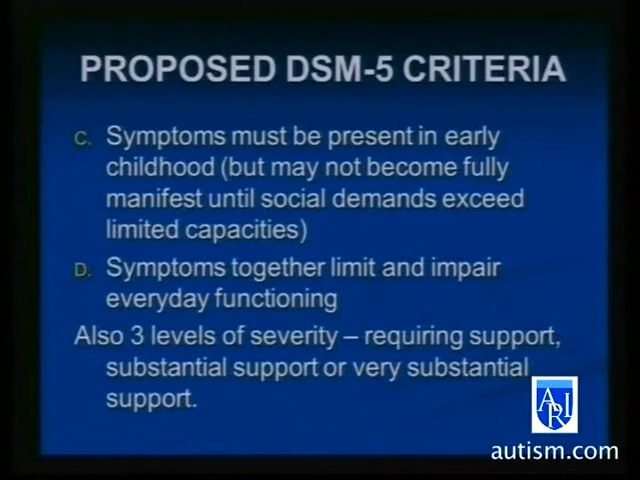 PROPOSED DSM-5 CRITERIA
C. Symptoms must be present in early
childhood (but may not become fully
manifest until social demands exceed
limited capacities)
D. Symptoms together limit and impair
everyday functioning
Also 3 levels of severity – requiring support,
substantial support or very substantial
support.
ARI
autism.com